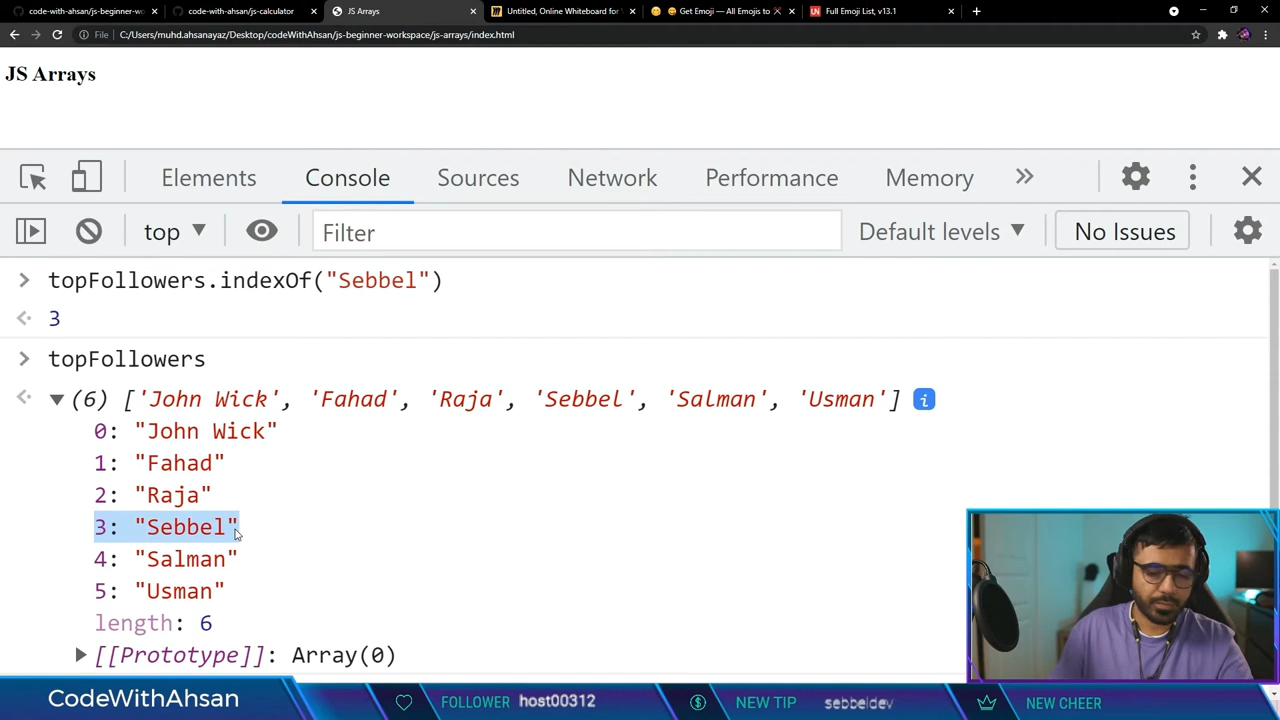 code-with-ahsan/js-beginner-wo
code-with-ahsan/js-calculator
JS Arrays
Untitled, Online Whiteboard for V
Get Emoji — All Emojis to
Full Emoji List, v13.1
File
C:/Users/muhd.ahsanayaz/Desktop/codeWithAhsan/js-beginner-workspace/js-arrays/index.html
JS Arrays
Elements Console Sources Network Performance Memory
top Filter Default levels No Issues
topFollowers.indexOf("Sebbel")
3
topFollowers
(6) ['John Wick', 'Fahad', 'Raja', 'Sebbel', 'Salman', 'Usman']
0: "John Wick"
1: "Fahad"
2: "Raja"
3: "Sebbel"
4: "Salman"
5: "Usman"
length: 6
[[Prototype]]: Array(0)
CodeWithAhsan FOLLOWER host00312 NEW TIP sebbeldev NEW CHEER